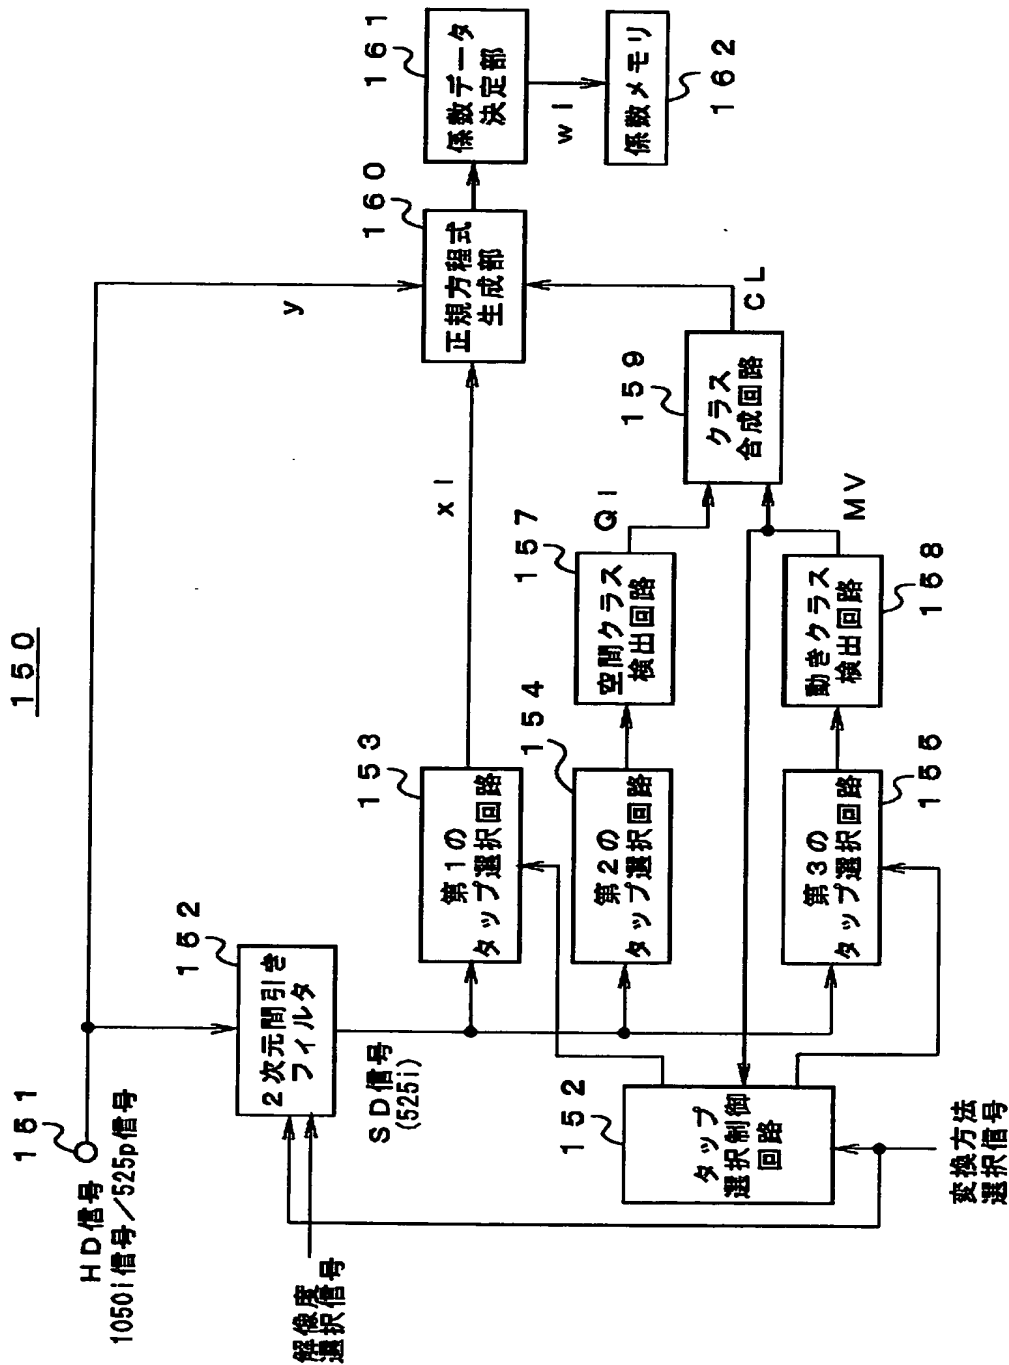 150
151
HD信号
1050i信号/525p信号
152
2次元間引き
フィルタ
解像度
選択信号
SD信号
(525i)
y
153
第1の
タップ選択回路
xi
160
正規方程式
生成部
161
係数データ
決定部
wi
係数メモリ
162
154
第2の
タップ選択回路
157
空間クラス
検出回路
Qi
159
クラス
合成回路
CL
152
タップ
選択制御
回路
第3の
タップ選択回路
155
動きクラス
検出回路
158
MV
変換方法
選択信号